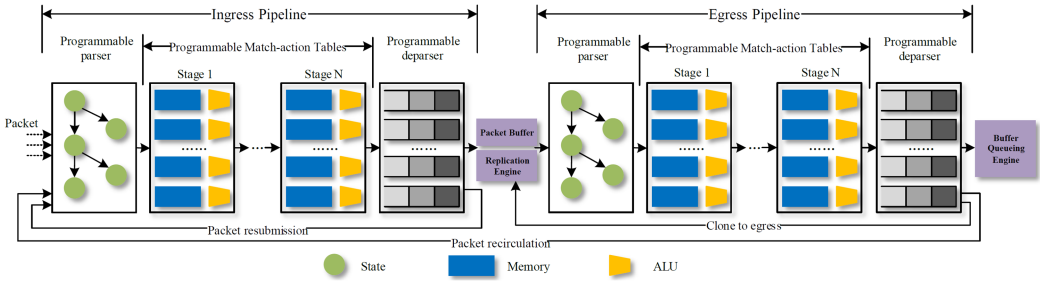 Ingress Pipeline
Egress Pipeline
Programmable
parser
Programmable Match-action Tables
Programmable
deparser
Programmable
parser
Programmable Match-action Tables
Programmable
deparser
Stage 1
Stage N
Stage 1
Stage N
Packet
......
......
......
......
......
......
Packet Buffer
Replication
Engine
......
......
......
......
......
......
Buffer
Queueing
Engine
Packet resubmission
Clone to egress
Packet recirculation
State
Memory
ALU